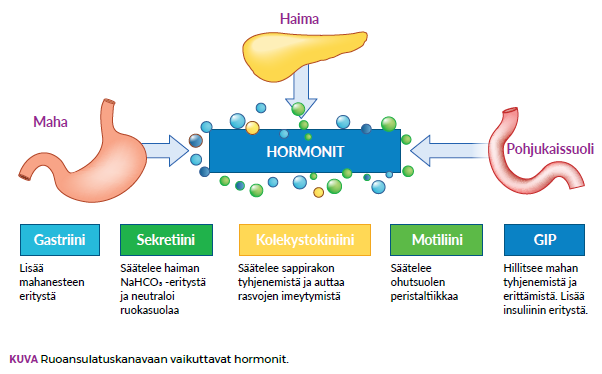 Haima
Maha
HORMONIT
Pohjukaissuoli
Gastriini
Lisää
mahanesteen
eritystä
Sekretiini
Säätelee haiman
NaHCO₃ -eritystä
ja neutraloi
ruokasulaa
Kolekystokiniini
Säätelee sappirakon
tyhjenemistä ja auttaa
rasvojen imeytymistä
Motiliini
Säätelee
ohutsuolen
peristaltiikkaa
GIP
Hillitsee mahan
tyhjenemistä ja
erittämistä. Lisää
insuliinin eritystä.
KUVA Ruoansulatuskanavaan vaikuttavat hormonit.